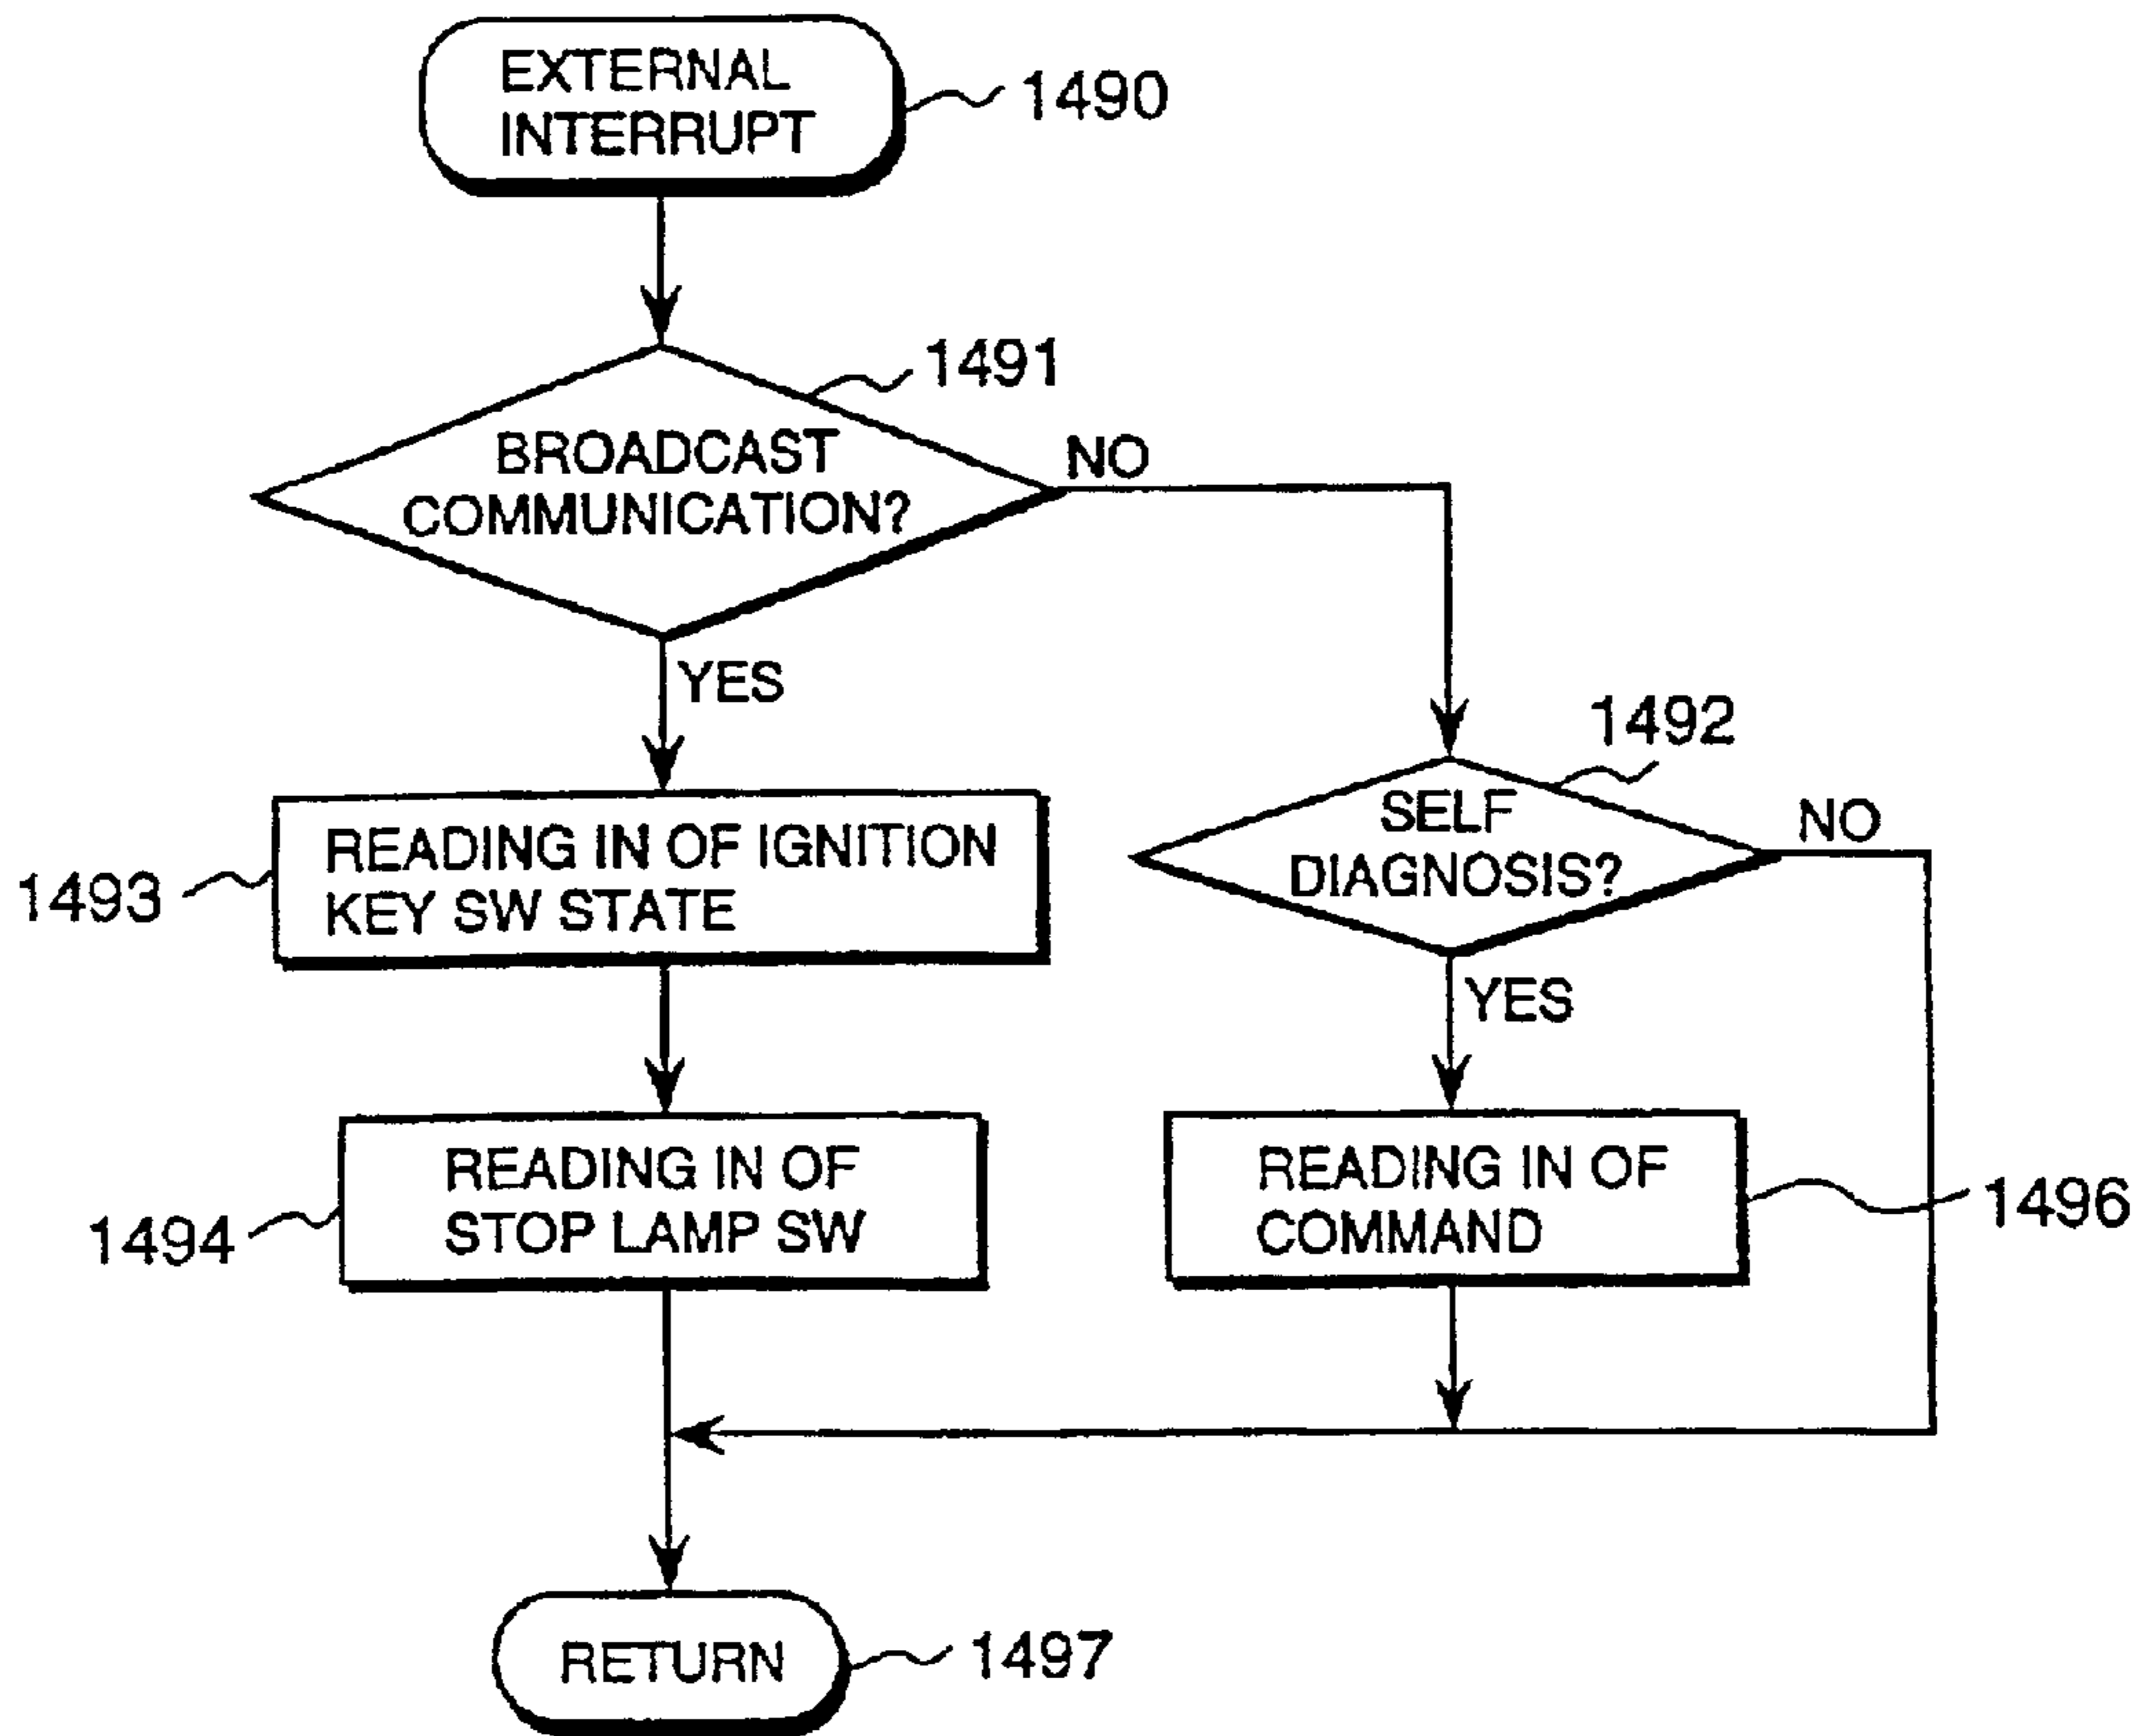 EXTERNAL
INTERRUPT
1490
1491
BROADCAST
COMMUNICATION?
NO
YES
1492
SELF
DIAGNOSIS?
NO
YES
READING IN OF IGNITION
KEY SW STATE
1493
READING IN OF
STOP LAMP SW
1494
READING IN OF
COMMAND
1496
RETURN
1497